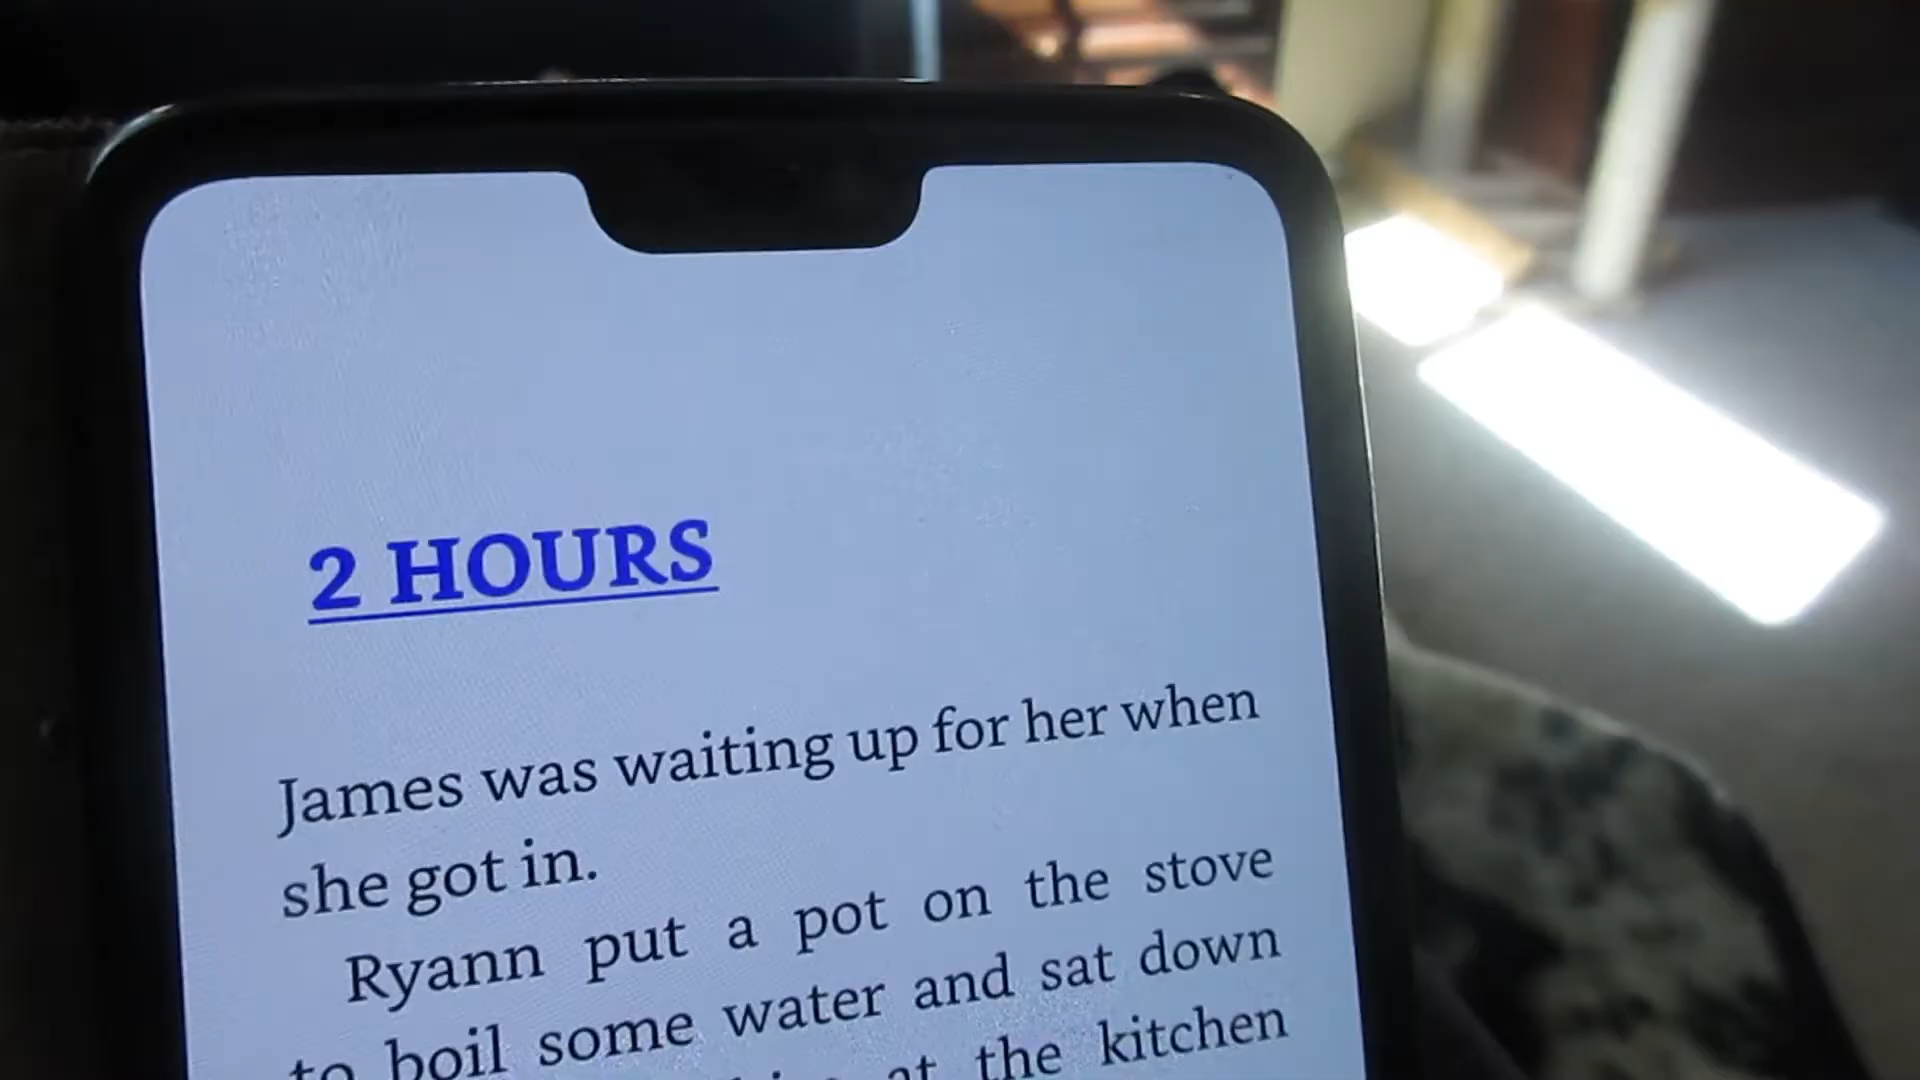 2 HOURS
James was waiting up for her when
she got in.
Ryann put a pot on the stove
to boil some water and sat down
at the kitchen